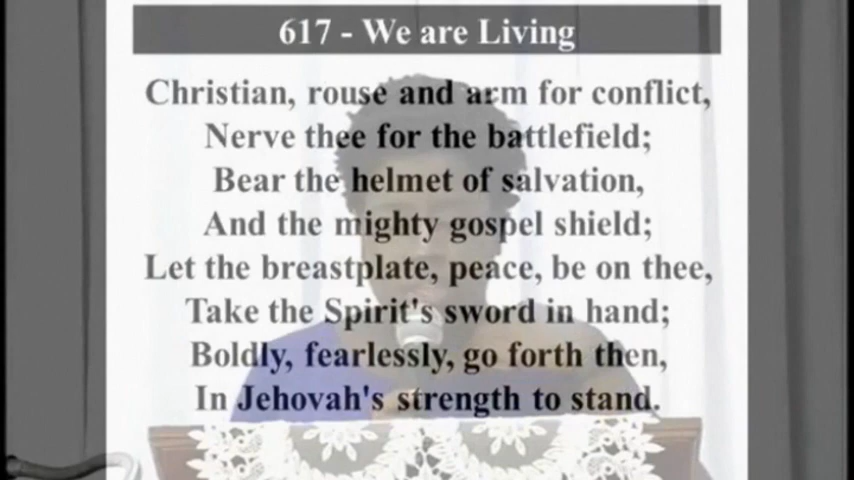 617 - We are Living
Christian, rouse and arm for conflict,
Nerve thee for the battlefield;
Bear the helmet of salvation,
And the mighty gospel shield;
Let the breastplate, peace, be on thee,
Take the Spirit's sword in hand;
Boldly, fearlessly, go forth then,
In Jehovah's strength to stand.